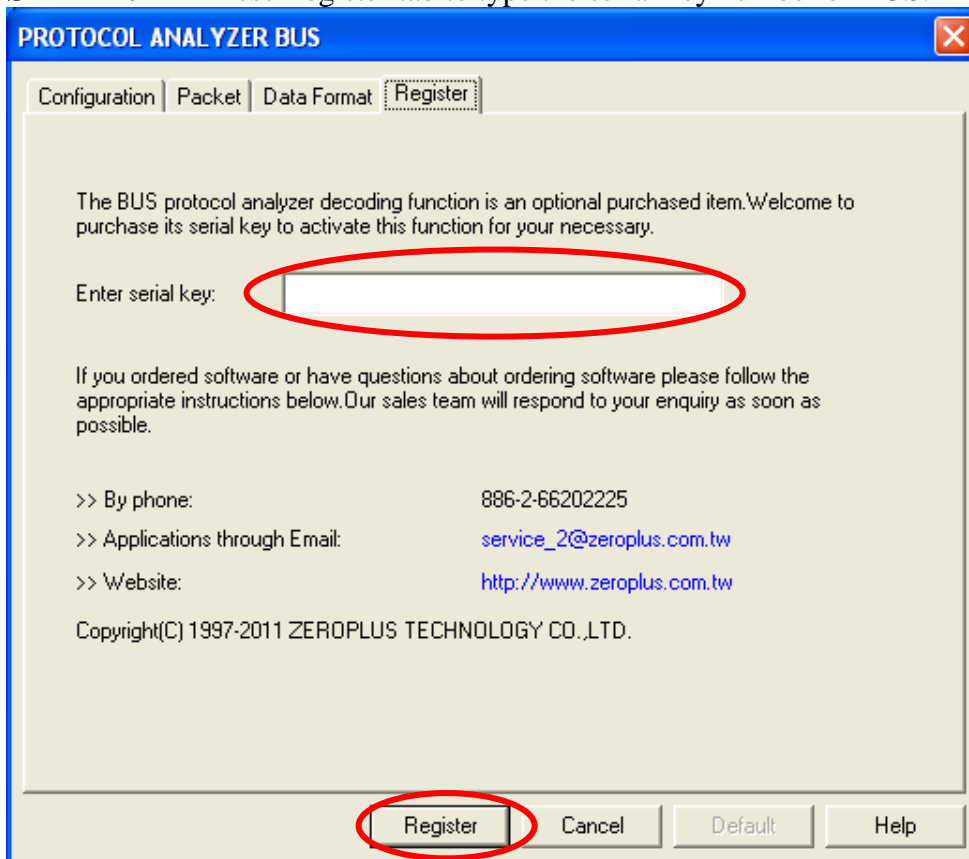 PROTOCOL ANALYZER BUS
Configuration Packet Data Format Register
The BUS protocol analyzer decoding function is an optional purchased item.Welcome to
purchase its serial key to activate this function for your necessary.
Enter serial key:
If you ordered software or have questions about ordering software please follow the
appropriate instructions below.Our sales team will respond to your enquiry as soon as
possible.
>> By phone: 886-2-66202225
>> Applications through Email: service_2@zeroplus.com.tw
>> Website: http://www.zeroplus.com.tw
Copyright(C) 1997-2011 ZEROPLUS TECHNOLOGY CO.,LTD.
Register Cancel Default Help